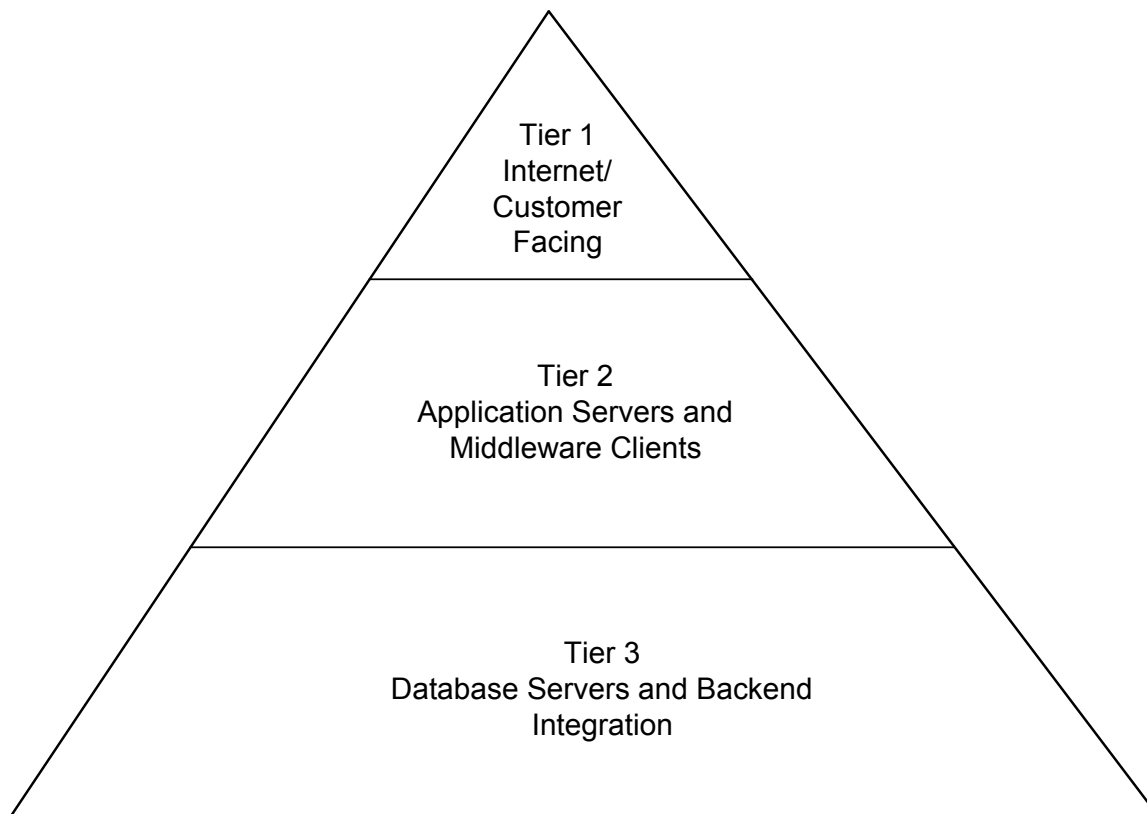 Tier 1
Internet/
Customer
Facing
Tier 2
Application Servers and
Middleware Clients
Tier 3
Database Servers and Backend
Integration